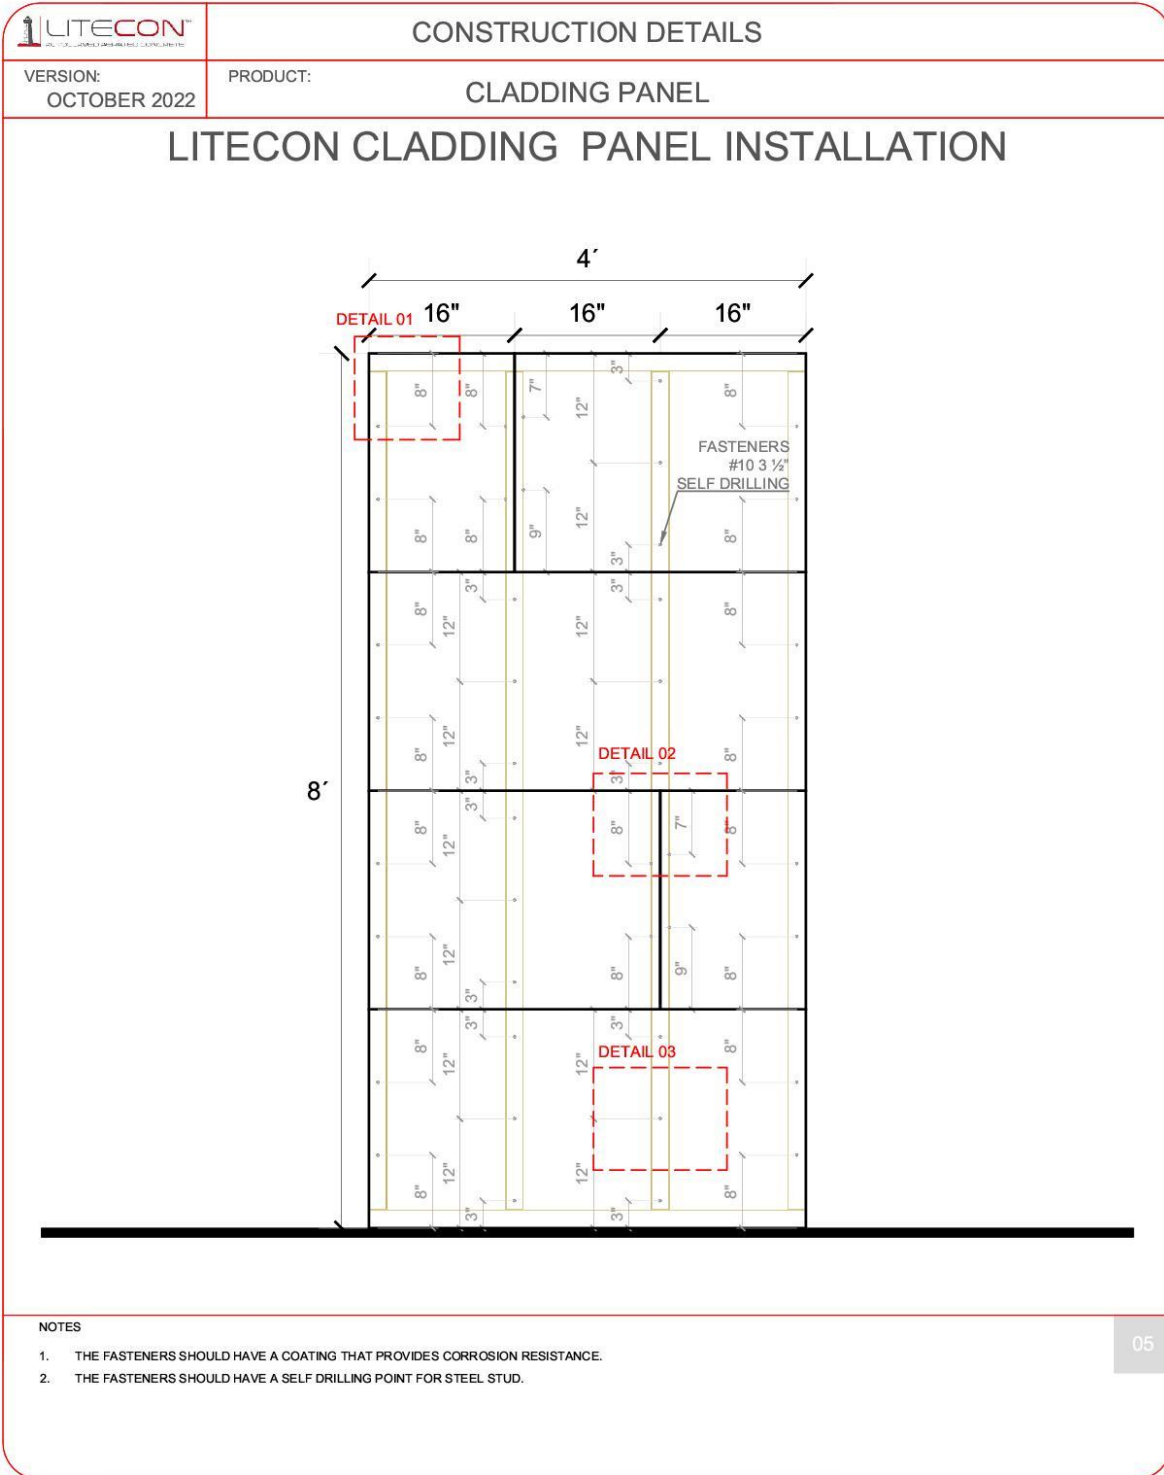 LITECON™
CONSTRUCTION DETAILS
VERSION:
OCTOBER 2022
PRODUCT:
CLADDING PANEL
LITECON CLADDING PANEL INSTALLATION
4´
DETAIL 01
16" 16" 16"
8" 8" 7" 12" 3" 8"
FASTENERS
#10 3 ½"
SELF DRILLING
8" 8" 9" 12" 3" 8"
8" 12" 3" 12" 3" 8"
8" 12" 3" 12" 3" 8"
DETAIL 02
8´
8" 12" 3" 8" 7" 8"
8" 12" 3" 8" 9" 8"
8" 12" 3" 12" 3" 8"
DETAIL 03
8" 12" 3" 12" 3" 8"
NOTES
1. THE FASTENERS SHOULD HAVE A COATING THAT PROVIDES CORROSION RESISTANCE.
2. THE FASTENERS SHOULD HAVE A SELF DRILLING POINT FOR STEEL STUD.
05